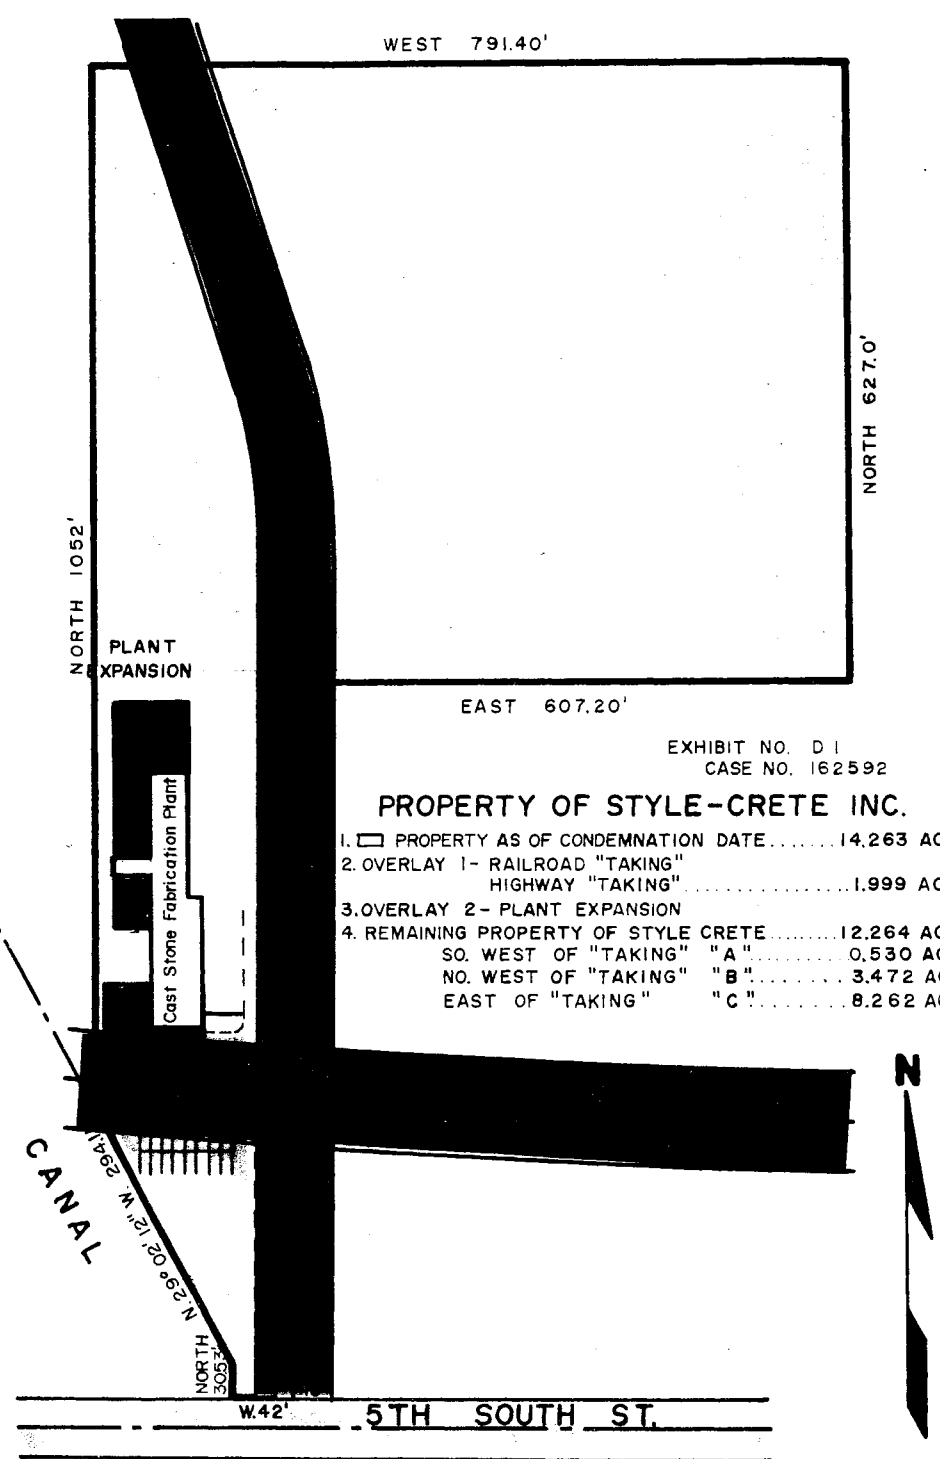 WEST 791.40'
NORTH 627.0'
NORTH 1052'
PLANT
EXPANSION
EAST 607.20'
EXHIBIT NO. D 1
CASE NO. 162592
PROPERTY OF STYLE-CRETE INC.
1. PROPERTY AS OF CONDEMNATION DATE.......14,263 AC
2. OVERLAY 1- RAILROAD "TAKING"
HIGHWAY "TAKING"................1.999 AC
3.OVERLAY 2- PLANT EXPANSION
4. REMAINING PROPERTY OF STYLE CRETE........12,264 AC
SO. WEST OF "TAKING" "A".........0.530 AC
NO. WEST OF "TAKING" "B".........3.472 AC
EAST OF "TAKING" "C".........8.262 AC
Cast Stone Fabrication Plant
N
CANAL
N.29° 02' 12" W. 294.1
NORTH
30.53'
W.42'
5TH SOUTH ST.